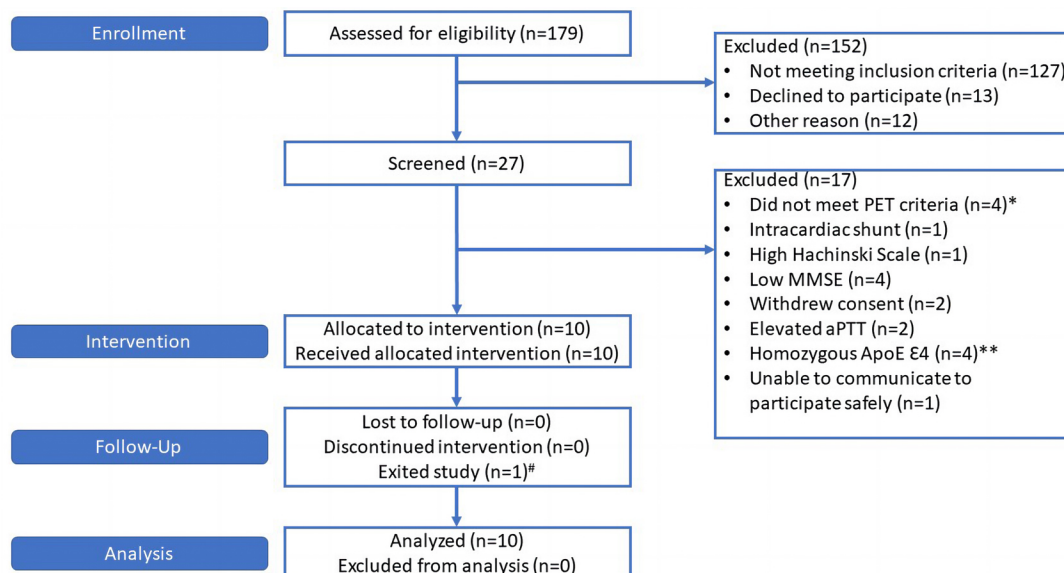 Enrollment
Assessed for eligibility (n=179)
Excluded (n=152)
• Not meeting inclusion criteria (n=127)
• Declined to participate (n=13)
• Other reason (n=12)
Screened (n=27)
Excluded (n=17)
• Did not meet PET criteria (n=4)*
• Intracardiac shunt (n=1)
• High Hachinski Scale (n=1)
• Low MMSE (n=4)
• Withdrew consent (n=2)
• Elevated aPTT (n=2)
• Homozygous ApoE ℇ4 (n=4)**
• Unable to communicate to
participate safely (n=1)
Intervention
Allocated to intervention (n=10)
Received allocated intervention (n=10)
Follow-Up
Lost to follow-up (n=0)
Discontinued intervention (n=0)
Exited study (n=1)#
Analysis
Analyzed (n=10)
Excluded from analysis (n=0)